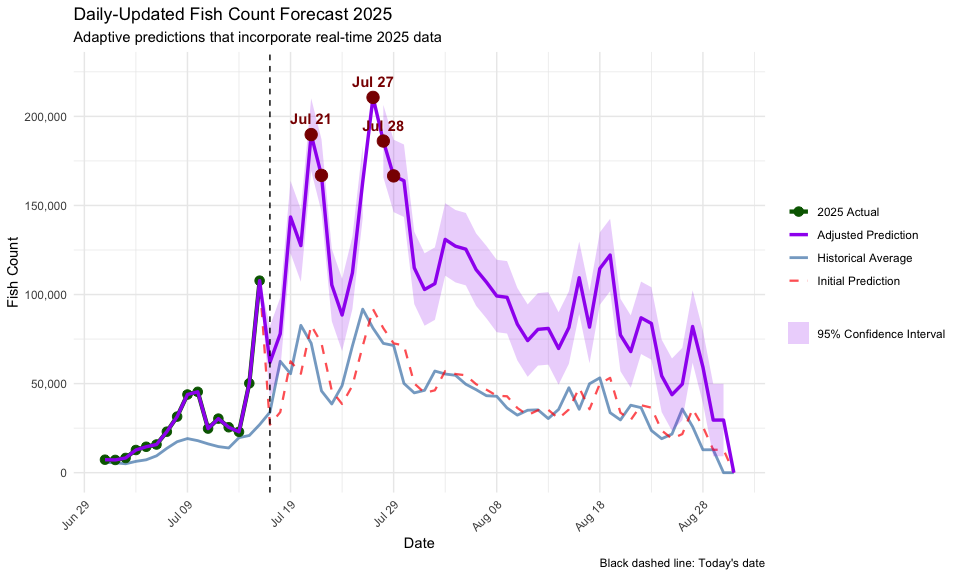 Daily-Updated Fish Count Forecast 2025
Adaptive predictions that incorporate real-time 2025 data
Fish Count
200,000
150,000
100,000
50,000
0
Jul 27
Jul 21
Jul 28
2025 Actual
Adjusted Prediction
Historical Average
Initial Prediction
95% Confidence Interval
Jun 29
Jul 09
Jul 19
Jul 29
Aug 08
Aug 18
Aug 28
Date
Black dashed line: Today's date